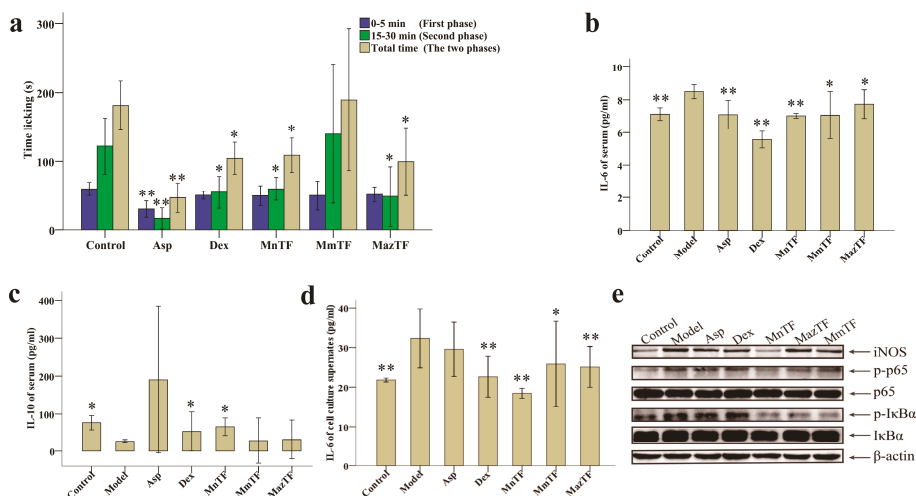 a
300
200
100
0
Time licking (s)
0-5 min (First phase)
15-30 min (Second phase)
Total time (The two phases)
** ** **
* *
* *
* *
Control Asp Dex MnTF MmTF MazTF
b
10
8
6
4
2
0
IL-6 of serum (pg/ml)
** ** ** ** * *
Control Model Asp Dex MnTF MmTF MazTF
c
400
300
200
100
0
IL-10 of serum (pg/ml)
* * *
Control Model Asp Dex MnTF MmTF MazTF
d
40
30
20
10
0
IL-6 of cell culture supernates (pg/ml)
** ** ** * **
Control Model Asp Dex MnTF MmTF MazTF
e
Control Model Asp Dex MnTF MazTF MmTF
iNOS
p-p65
p65
p-IκBα
IκBα
β-actin